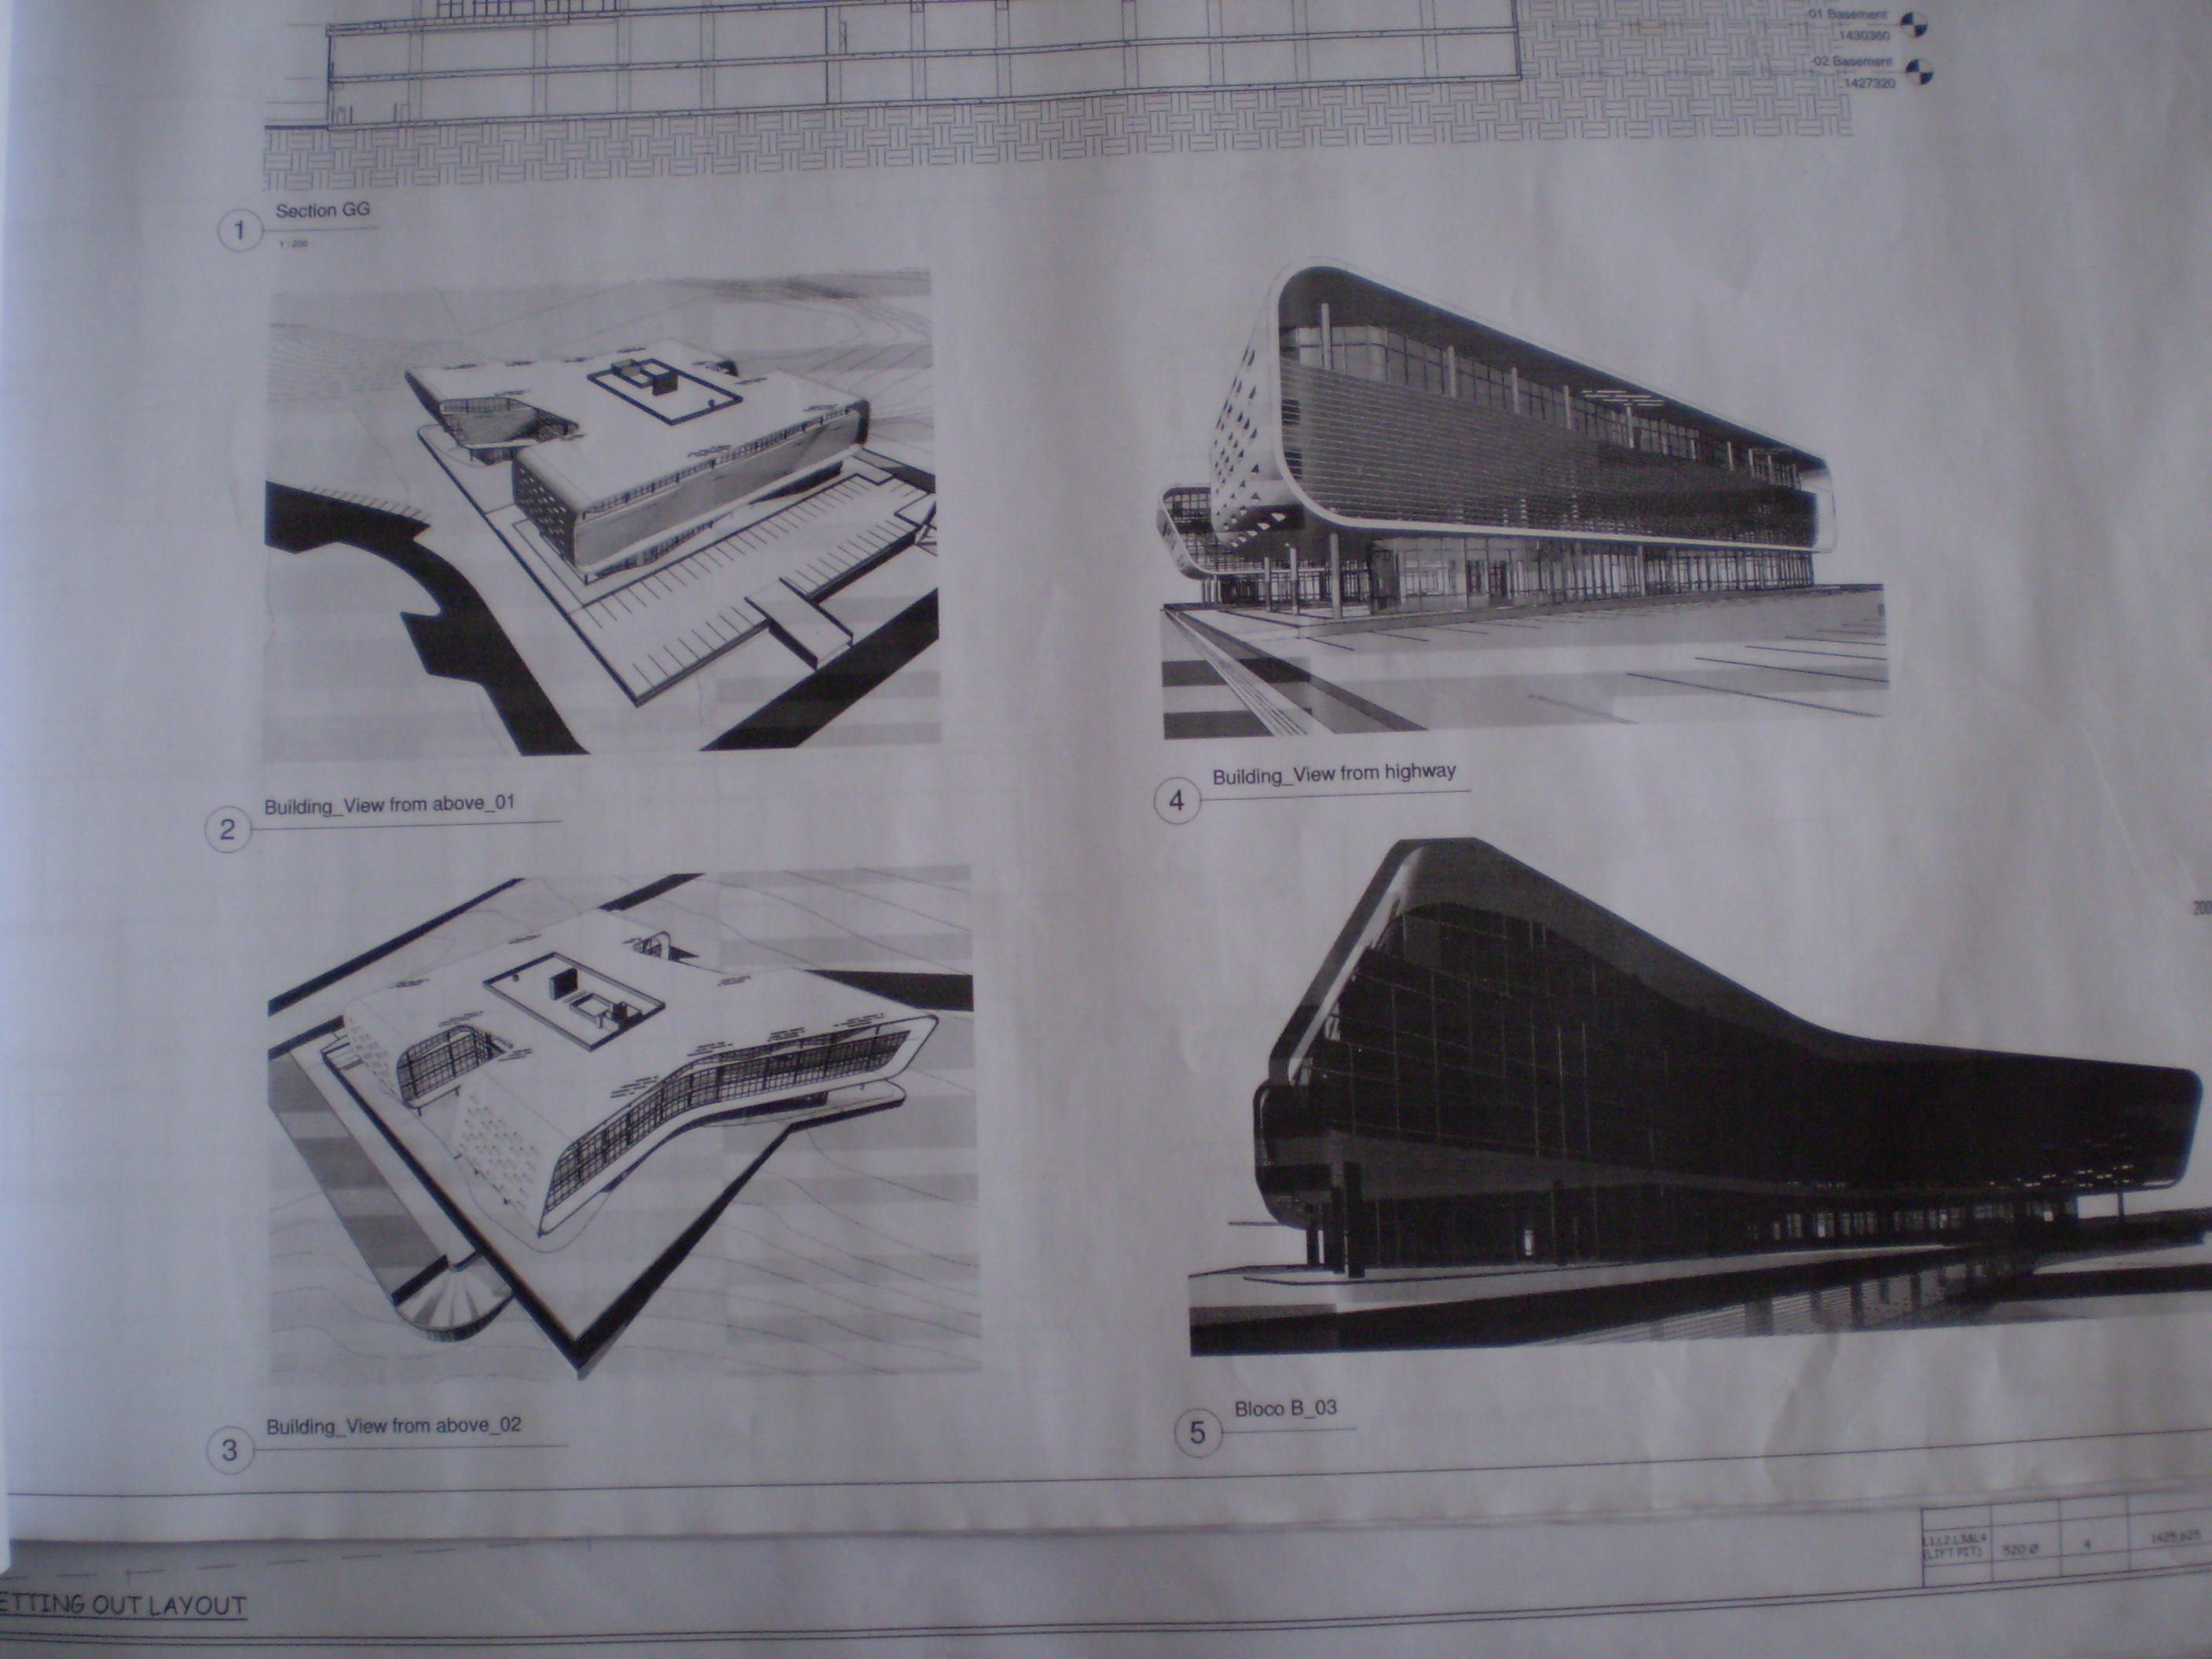 -01 Basement
1430360
-02 Basement
1427320
1
Section GG
1 : 200
2
Building_View from above_01
4
Building_View from highway
3
Building_View from above_02
5
Bloco B_03
200
L1,L2,L3&L4
(LIFT PIT)
520 Ø
4
1425.625
ETTING OUT LAYOUT